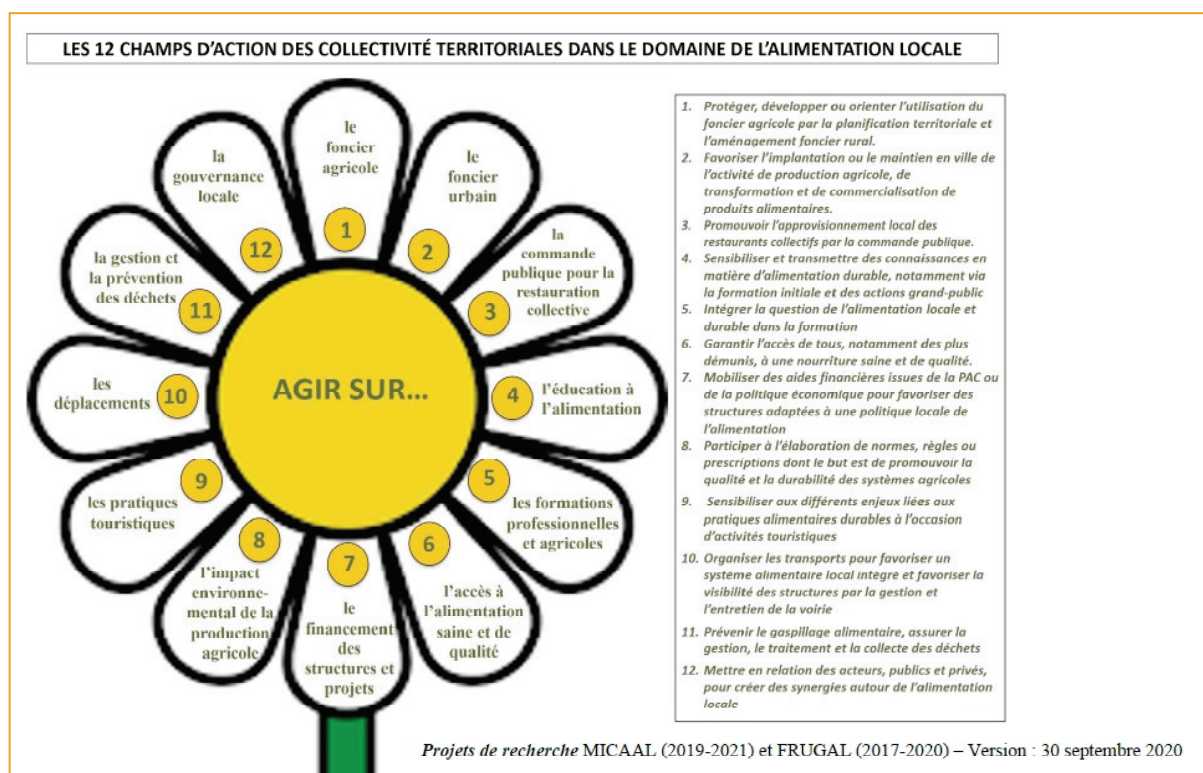 LES 12 CHAMPS D'ACTION DES COLLECTIVITÉ TERRITORIALES DANS LE DOMAINE DE L'ALIMENTATION LOCALE
le
foncier
agricole
1
le
foncier
urbain
2
la
commande
publique pour la
restauration
collective
3
l'éducation à
l'alimentation
4
les formations
professionnelles
et agricoles
5
l'accès à
l'alimentation
saine et de
qualité
6
le
financement
des
structures et
projets
7
l'impact
environne-
mental de la
production
agricole
8
les pratiques
touristiques
9
les
déplacements
10
la gestion et
la prévention
des déchets
11
la
gouvernance
locale
12
AGIR SUR...
1. Protéger, développer ou orienter l'utilisation du
foncier agricole par la planification territoriale et
l'aménagement foncier rural.
2. Favoriser l'implantation ou le maintien en ville de
l'activité de production agricole, de
transformation et de commercialisation de
produits alimentaires.
3. Promouvoir l'approvisionnement local des
restaurants collectifs par la commande publique.
4. Sensibiliser et transmettre des connaissances en
matière d'alimentation durable, notamment via
la formation initiale et des actions grand-public
5. Intégrer la question de l'alimentation locale et
durable dans la formation
6. Garantir l'accès de tous, notamment des plus
démunis, à une nourriture saine et de qualité.
7. Mobiliser des aides financières issues de la PAC ou
de la politique économique pour favoriser des
structures adaptées à une politique locale de
l'alimentation
8. Participer à l'élaboration de normes, règles ou
prescriptions dont le but est de promouvoir la
qualité et la durabilité des systèmes agricoles
9. Sensibiliser aux différents enjeux liées aux
pratiques alimentaires durables à l'occasion
d'activités touristiques
10. Organiser les transports pour favoriser un
système alimentaire local intègre et favoriser la
visibilité des structures par la gestion et
l'entretien de la voirie
11. Prévenir le gaspillage alimentaire, assurer la
gestion, le traitement et la collecte des déchets
12. Mettre en relation des acteurs, publics et privés,
pour créer des synergies autour de l'alimentation
locale
Projets de recherche MICAAL (2019-2021) et FRUGAL (2017-2020) – Version : 30 septembre 2020